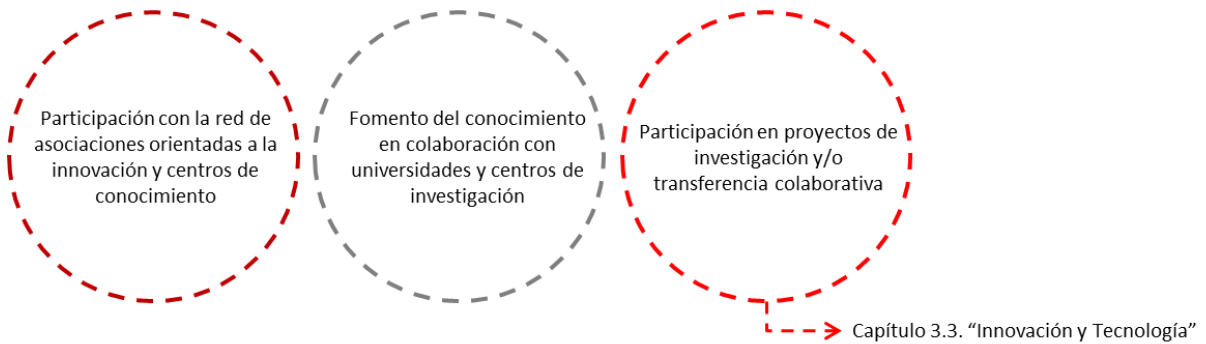 Participación con la red de
asociaciones orientadas a la
innovación y centros de
conocimiento
Fomento del conocimiento
en colaboración con
universidades y centros de
investigación
Participación en proyectos de
investigación y/o
transferencia colaborativa
Capítulo 3.3. “Innovación y Tecnología”